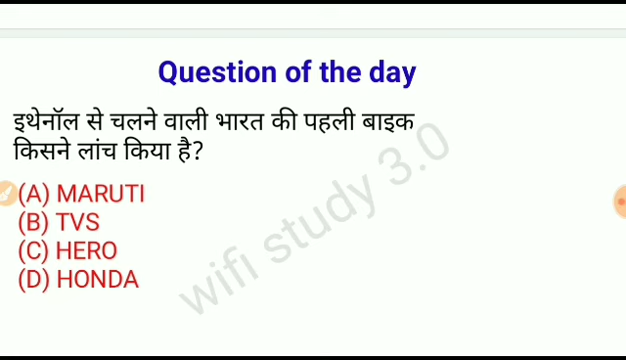 Question of the day
इथेनॉल से चलने वाली भारत की पहली बाइक
किसने लांच किया है?
(A) MARUTI
(B) TVS
(C) HERO
(D) HONDA
wifi study 3.0